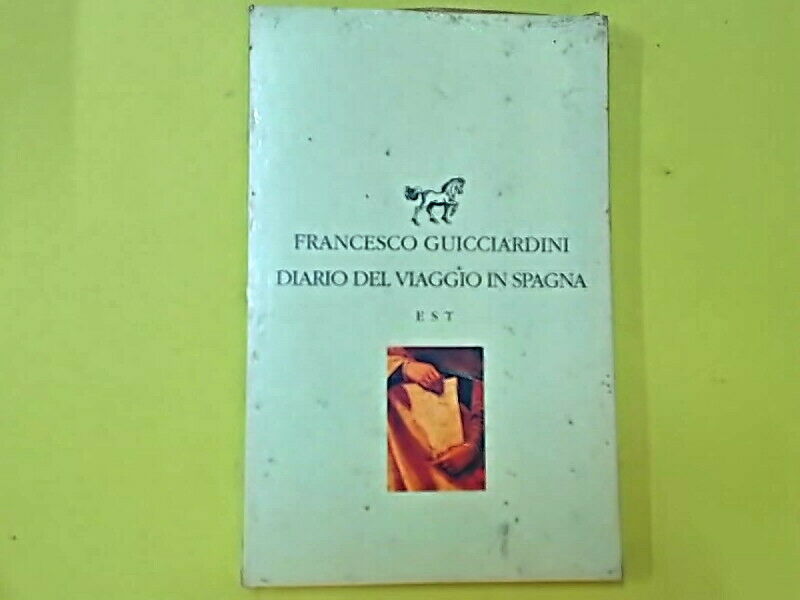 FRANCESCO GUICCIARDINI
DIARIO DEL VIAGGIO IN SPAGNA
EST